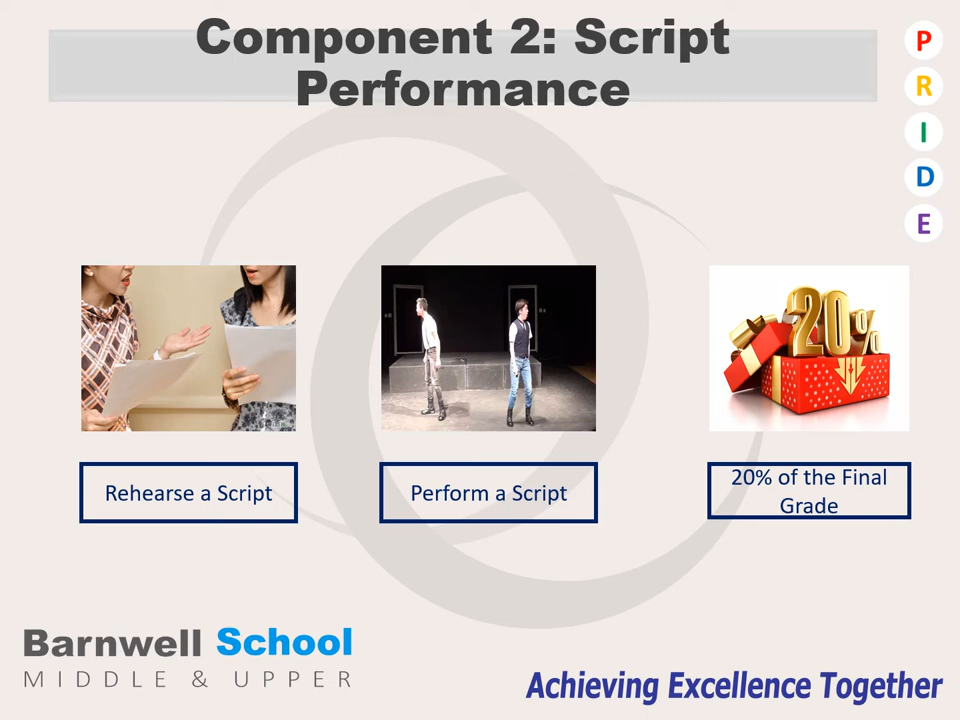 Component 2: Script
Performance
P
R
I
D
E
20%
Rehearse a Script
Perform a Script
20% of the Final
Grade
Barnwell School
MIDDLE & UPPER
Achieving Excellence Together